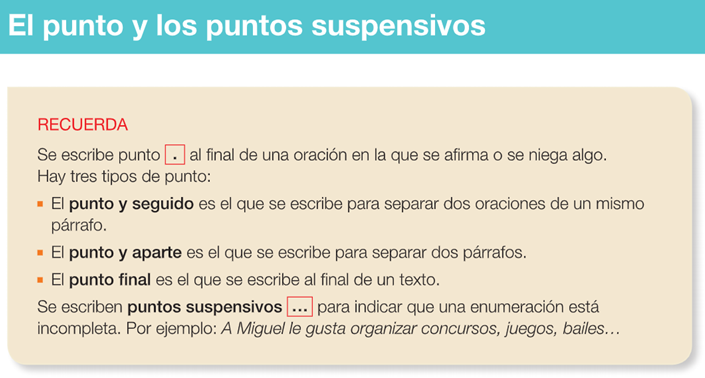 El punto y los puntos suspensivos
RECUERDA
Se escribe punto . al final de una oración en la que se afirma o se niega algo.
Hay tres tipos de punto:
▪ El punto y seguido es el que se escribe para separar dos oraciones de un mismo
párrafo.
▪ El punto y aparte es el que se escribe para separar dos párrafos.
▪ El punto final es el que se escribe al final de un texto.
Se escriben puntos suspensivos ... para indicar que una enumeración está
incompleta. Por ejemplo: A Miguel le gusta organizar concursos, juegos, bailes…